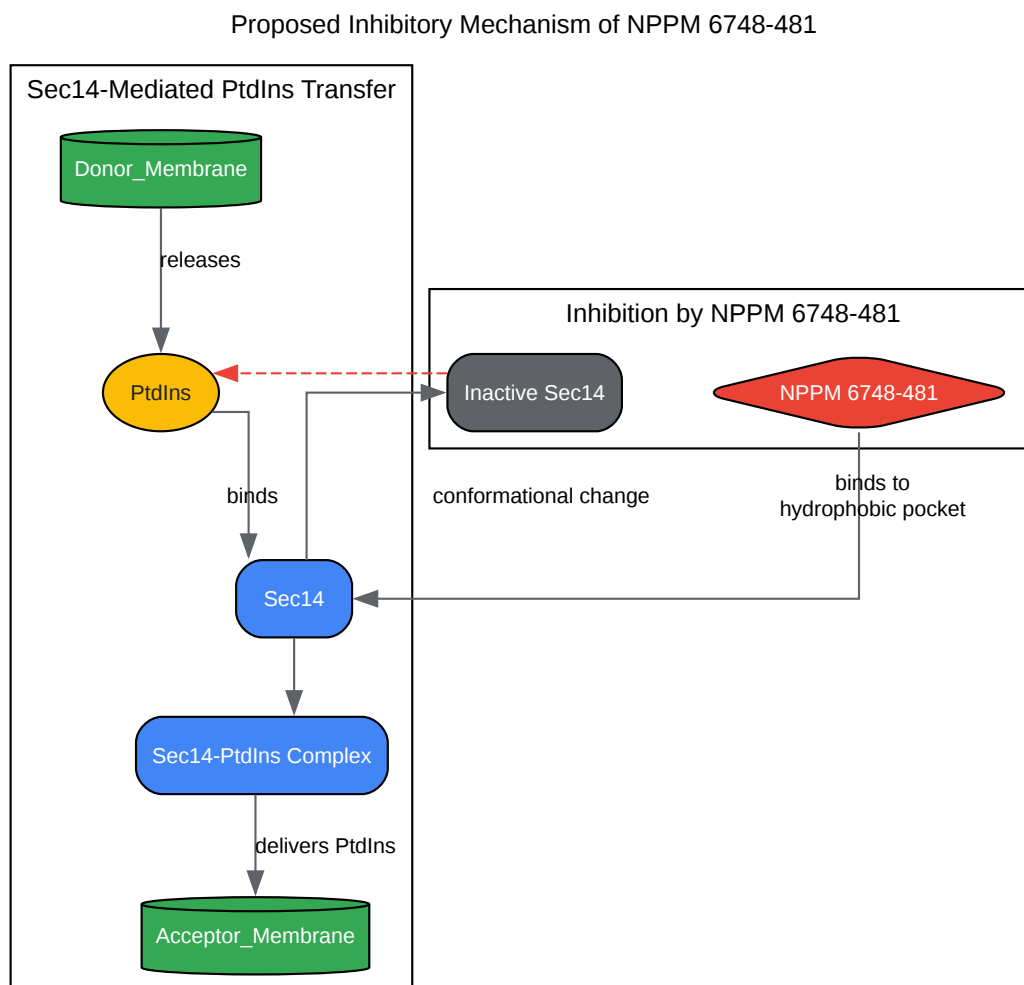 Proposed Inhibitory Mechanism of NPPM 6748-481
Sec14-Mediated PtdIns Transfer
Donor_Membrane
releases
Inhibition by NPPM 6748-481
PtdIns
Inactive Sec14
NPPM 6748-481
binds
conformational change
binds to
hydrophobic pocket
Sec14
Sec14-PtdIns Complex
delivers PtdIns
Acceptor_Membrane